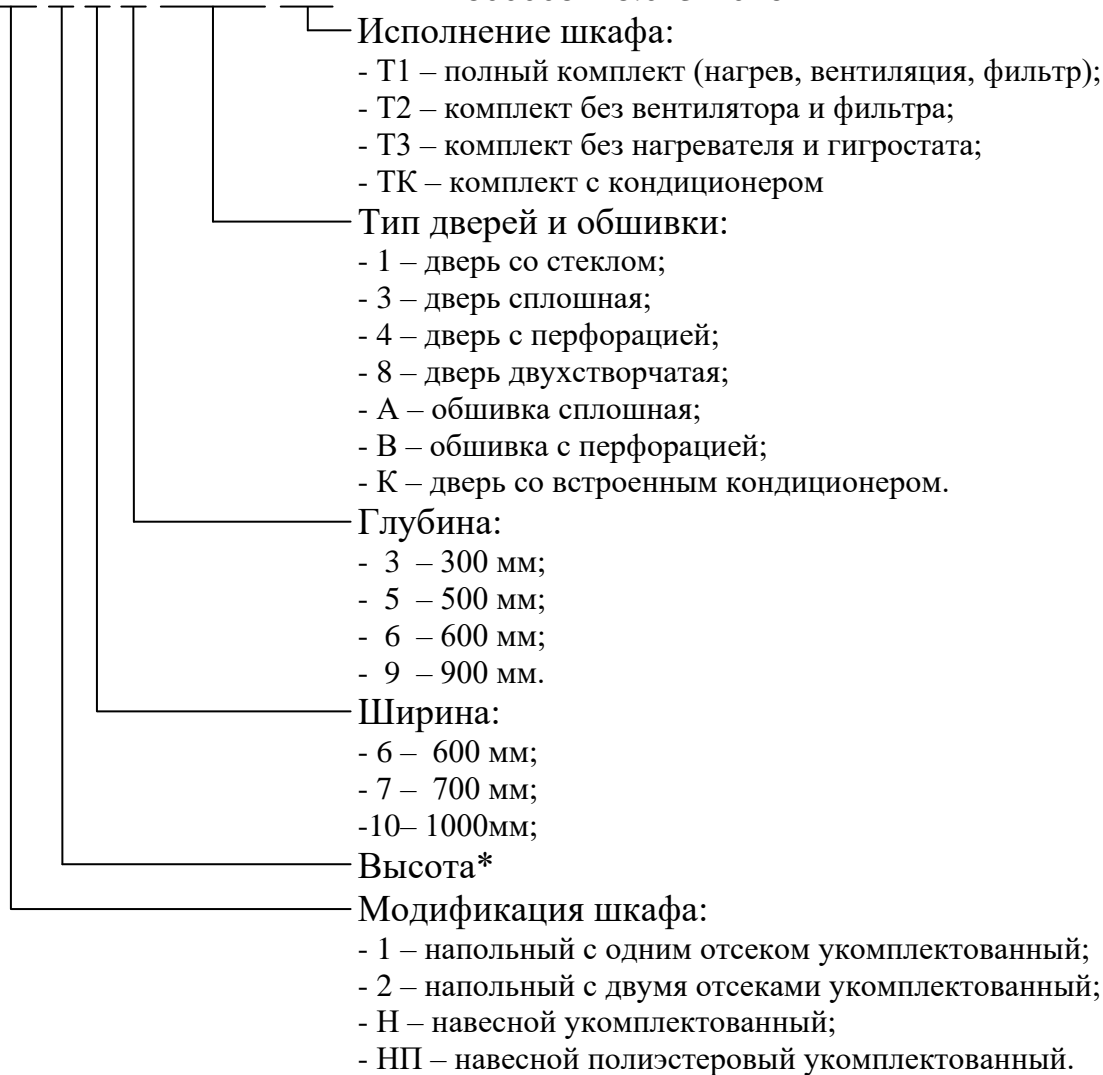 Исполнение шкафа:
- Т1 – полный комплект (нагрев, вентиляция, фильтр);
- Т2 – комплект без вентилятора и фильтра;
- Т3 – комплект без нагревателя и гигростата;
- ТК – комплект с кондиционером
Тип дверей и обшивки:
- 1 – дверь со стеклом;
- 3 – дверь сплошная;
- 4 – дверь с перфорацией;
- 8 – дверь двухстворчатая;
- А – обшивка сплошная;
- В – обшивка с перфорацией;
- К – дверь со встроенным кондиционером.
Глубина:
- 3 – 300 мм;
- 5 – 500 мм;
- 6 – 600 мм;
- 9 – 900 мм.
Ширина:
- 6 – 600 мм;
- 7 – 700 мм;
-10– 1000мм;
Высота*
Модификация шкафа:
- 1 – напольный с одним отсеком укомплектованный;
- 2 – напольный с двумя отсеками укомплектованный;
- Н – навесной укомплектованный;
- НП – навесной полиэстеровый укомплектованный.